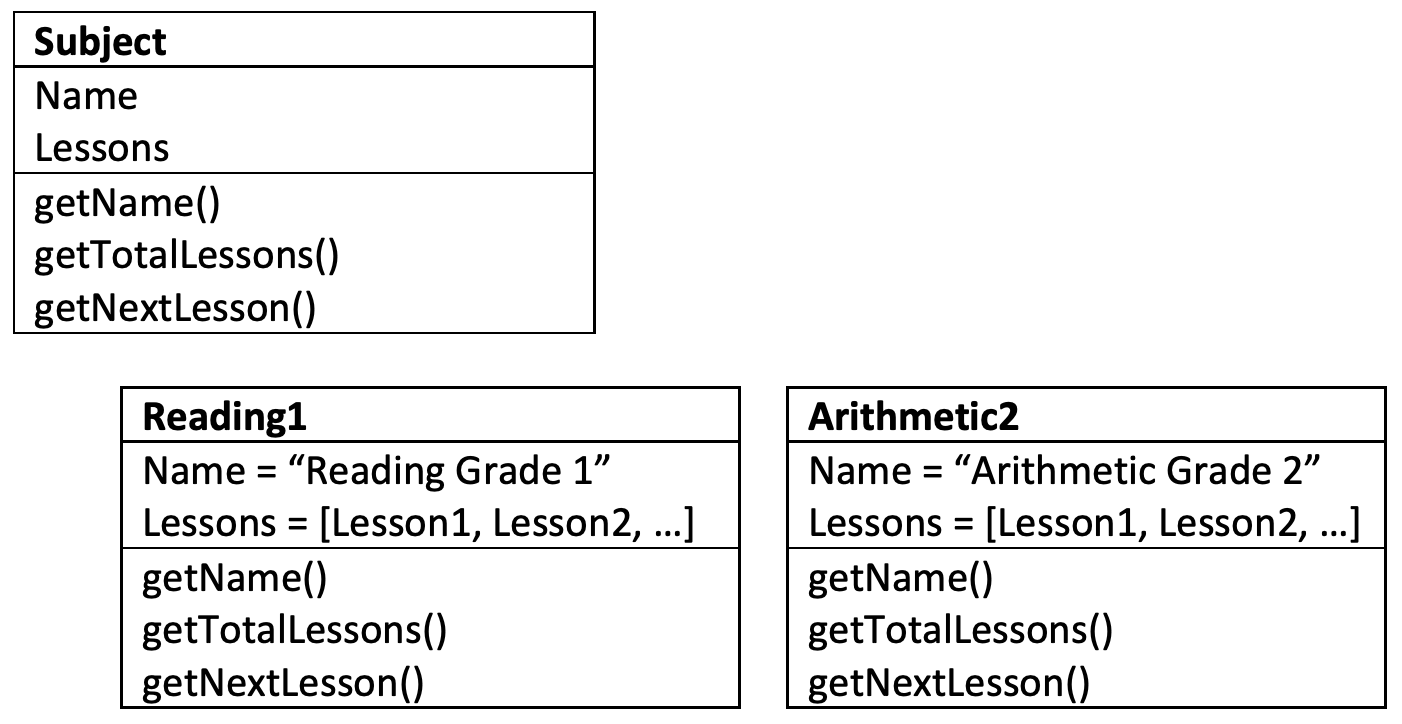 Subject
Name
Lessons
getName()
getTotalLessons()
getNextLesson()
Reading1
Name = “Reading Grade 1”
Lessons = [Lesson1, Lesson2, …]
getName()
getTotalLessons()
getNextLesson()
Arithmetic2
Name = “Arithmetic Grade 2”
Lessons = [Lesson1, Lesson2, …]
getName()
getTotalLessons()
getNextLesson()